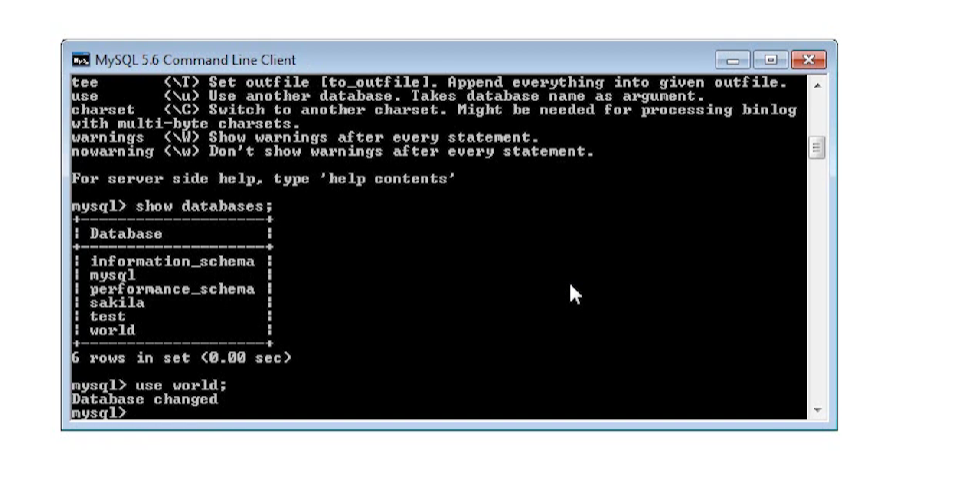 MySQL 5.6 Command Line Client
tee       (\T) Set outfile [to_outfile]. Append everything into given outfile.
use       (\u) Use another database. Takes database name as argument.
charset   (\C) Switch to another charset. Might be needed for processing binlog
with multi-byte charsets.
warnings  (\W) Show warnings after every statement.
nowarning (\w) Don't show warnings after every statement.
For server side help, type 'help contents'
mysql> show databases;
+--------------------+
| Database           |
+--------------------+
| information_schema |
| mysql              |
| performance_schema |
| sakila             |
| test               |
| world              |
+--------------------+
6 rows in set (0.00 sec)
mysql> use world;
Database changed
mysql>